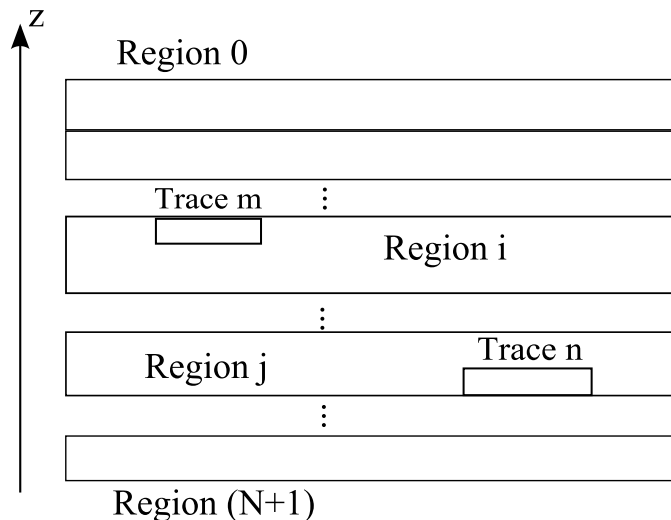 z
Region 0
Trace m
Region i
Trace n
Region j
Region (N+1)